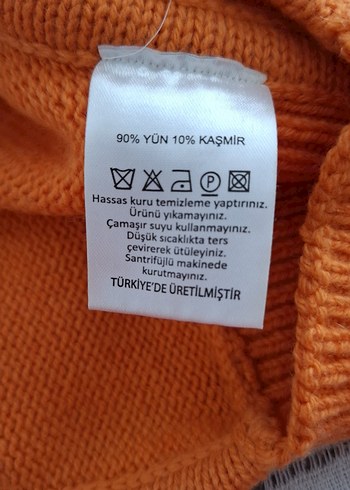 90% YÜN 10% KAŞMİR
P
Hassas kuru temizleme yaptırınız.
Ürünü yıkamayınız.
Çamaşır suyu kullanmayınız.
Düşük sıcaklıkta ters
çevirerek ütüleyiniz.
Santrifüjlü makinede
kurutmayınız.
TÜRKİYE'DE ÜRETİLMİŞTİR